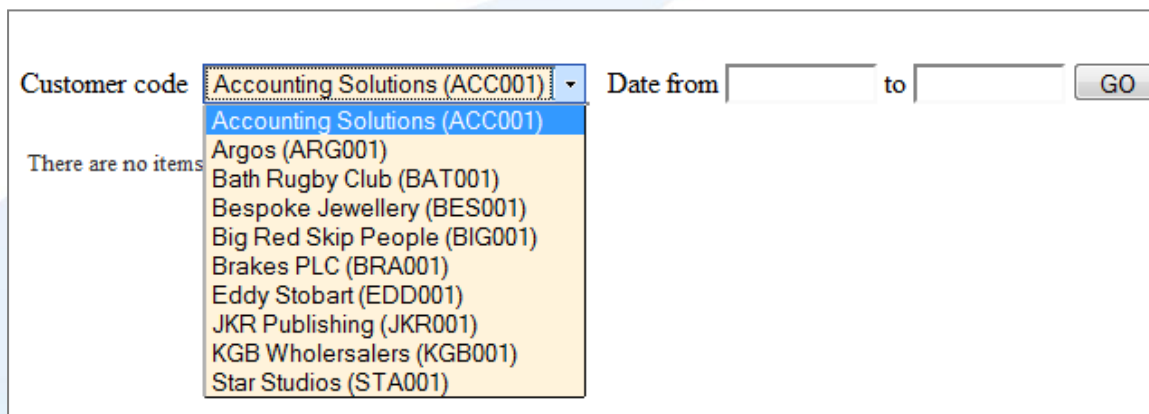 Customer code Accounting Solutions (ACC001) Date from to GO
Accounting Solutions (ACC001)
There are no items
Argos (ARG001)
Bath Rugby Club (BAT001)
Bespoke Jewellery (BES001)
Big Red Skip People (BIG001)
Brakes PLC (BRA001)
Eddy Stobart (EDD001)
JKR Publishing (JKR001)
KGB Wholersalers (KGB001)
Star Studios (STA001)